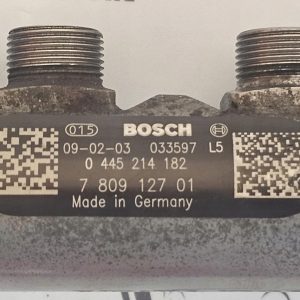 015 BOSCH
09-02-03 033597 L5
0 445 214 182
7 809 127 01
Made in Germany